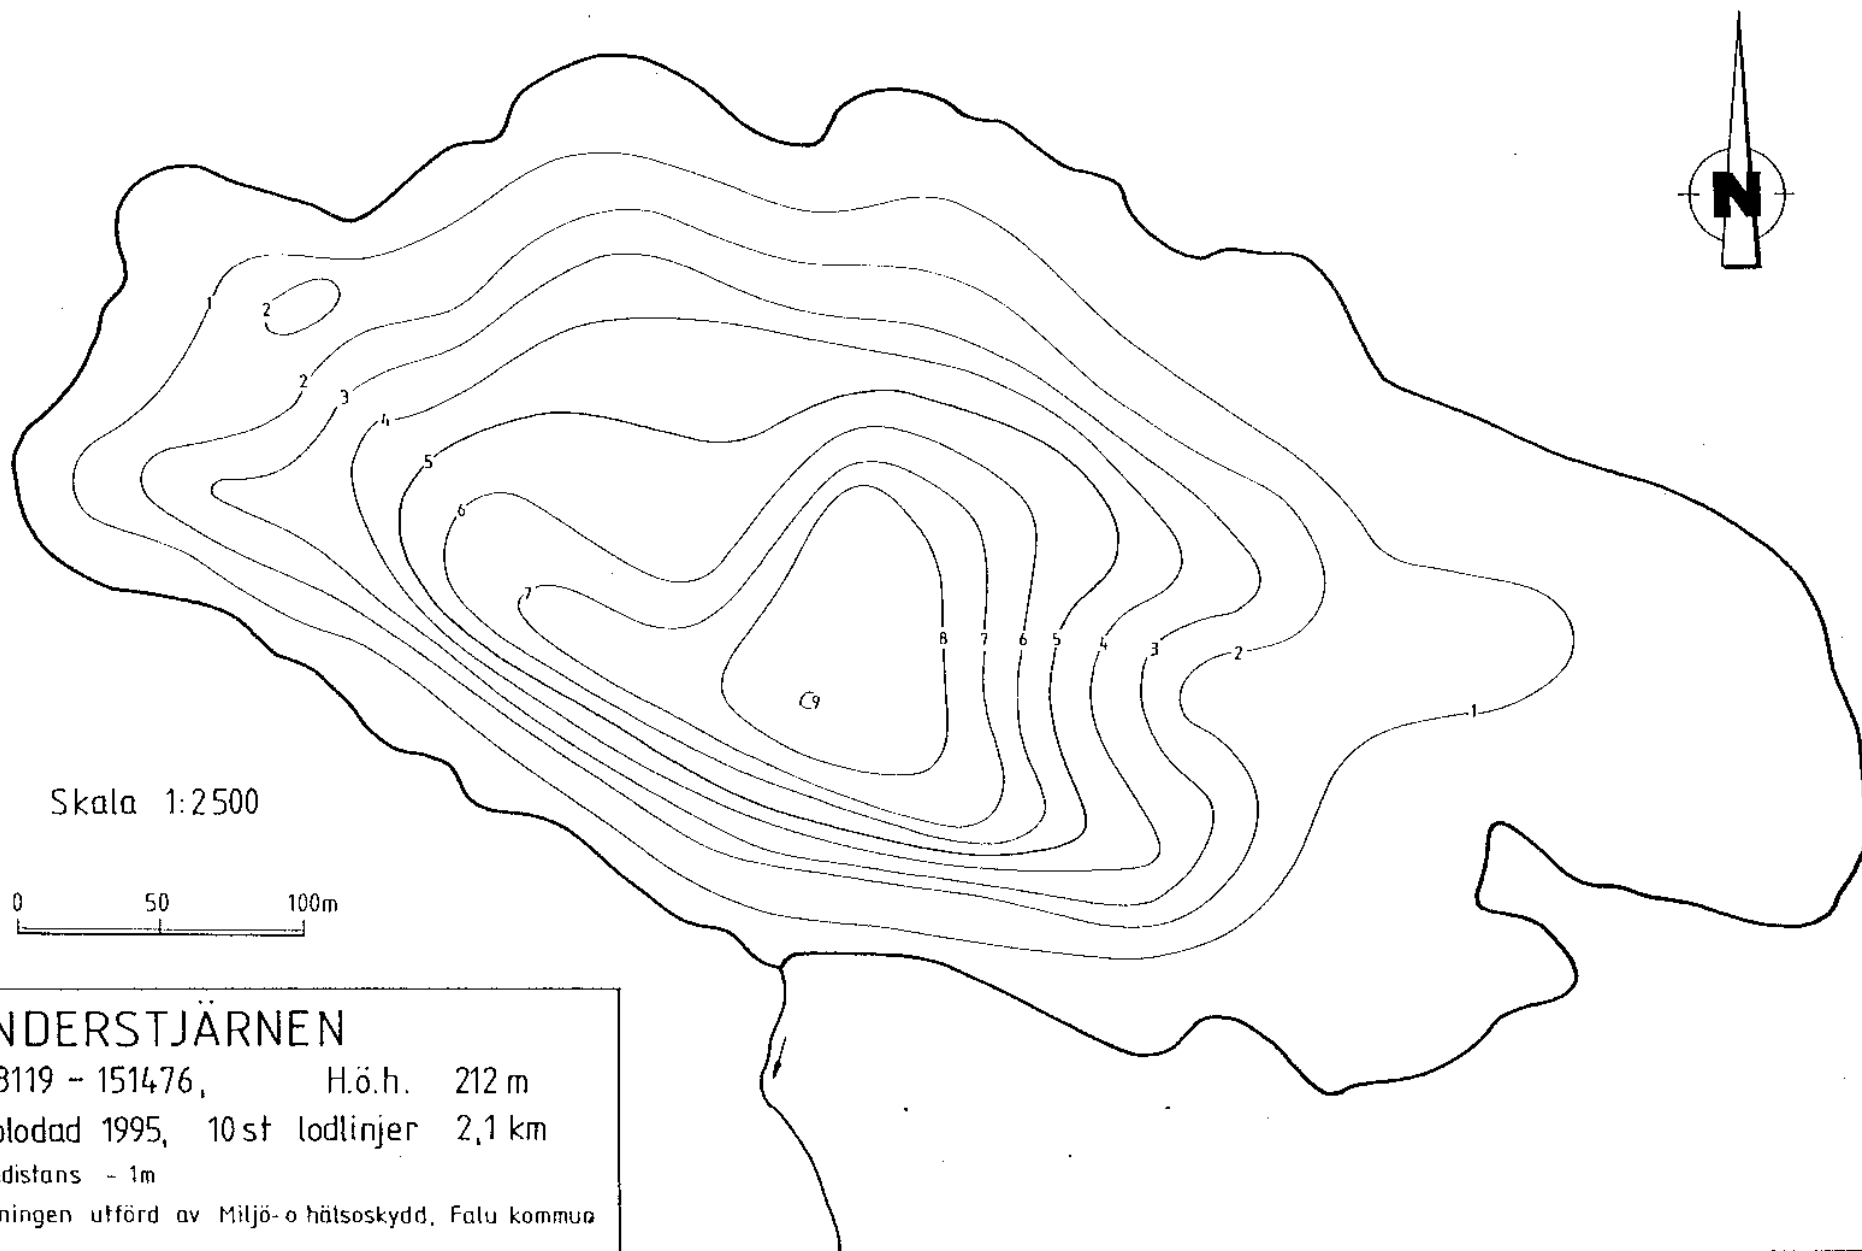 N
1
2
2
3
4
5
6
7
8
7
6
5
4
3
2
1
9
Skala 1:2500
0 50 100m
NDERSTJÄRNEN
8119 - 151476, H.ö.h. 212 m
olodad 1995, 10 st lodlinjer 2,1 km
distans - 1m
ningen utförd av Miljö- o hälsoskydd, Falu kommun